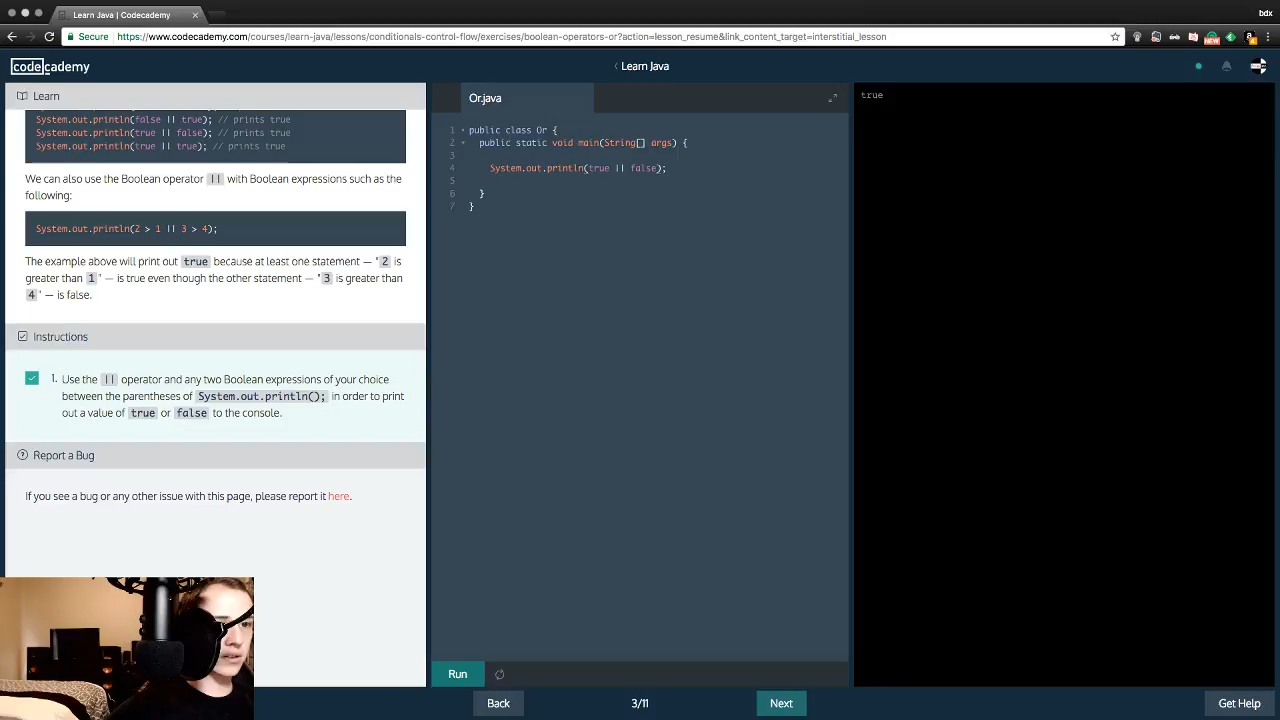 Learn Java | Codecademy
bdx
Secure
https://www.codecademy.com/courses/learn-java/lessons/conditionals-control-flow/exercises/boolean-operators-or?action=lesson_resume&link_content_target=interstitial_lesson
NEW
codecademy
Learn Java
Learn
System.out.println(false || true); // prints true
System.out.println(true || false); // prints true
System.out.println(true || true); // prints true
We can also use the Boolean operator || with Boolean expressions such as the
following:
System.out.println(2 > 1 || 3 > 4);
The example above will print out true because at least one statement — "2 is
greater than 1" — is true even though the other statement — "3 is greater than
4" — is false.
Instructions
1. Use the || operator and any two Boolean expressions of your choice
between the parentheses of System.out.println(); in order to print
out a value of true or false to the console.
Report a Bug
If you see a bug or any other issue with this page, please report it here.
Or.java
1 public class Or {
2 public static void main(String[] args) {
3
4 System.out.println(true || false);
5
6 }
7 }
true
Run
Back
3/11
Next
Get Help